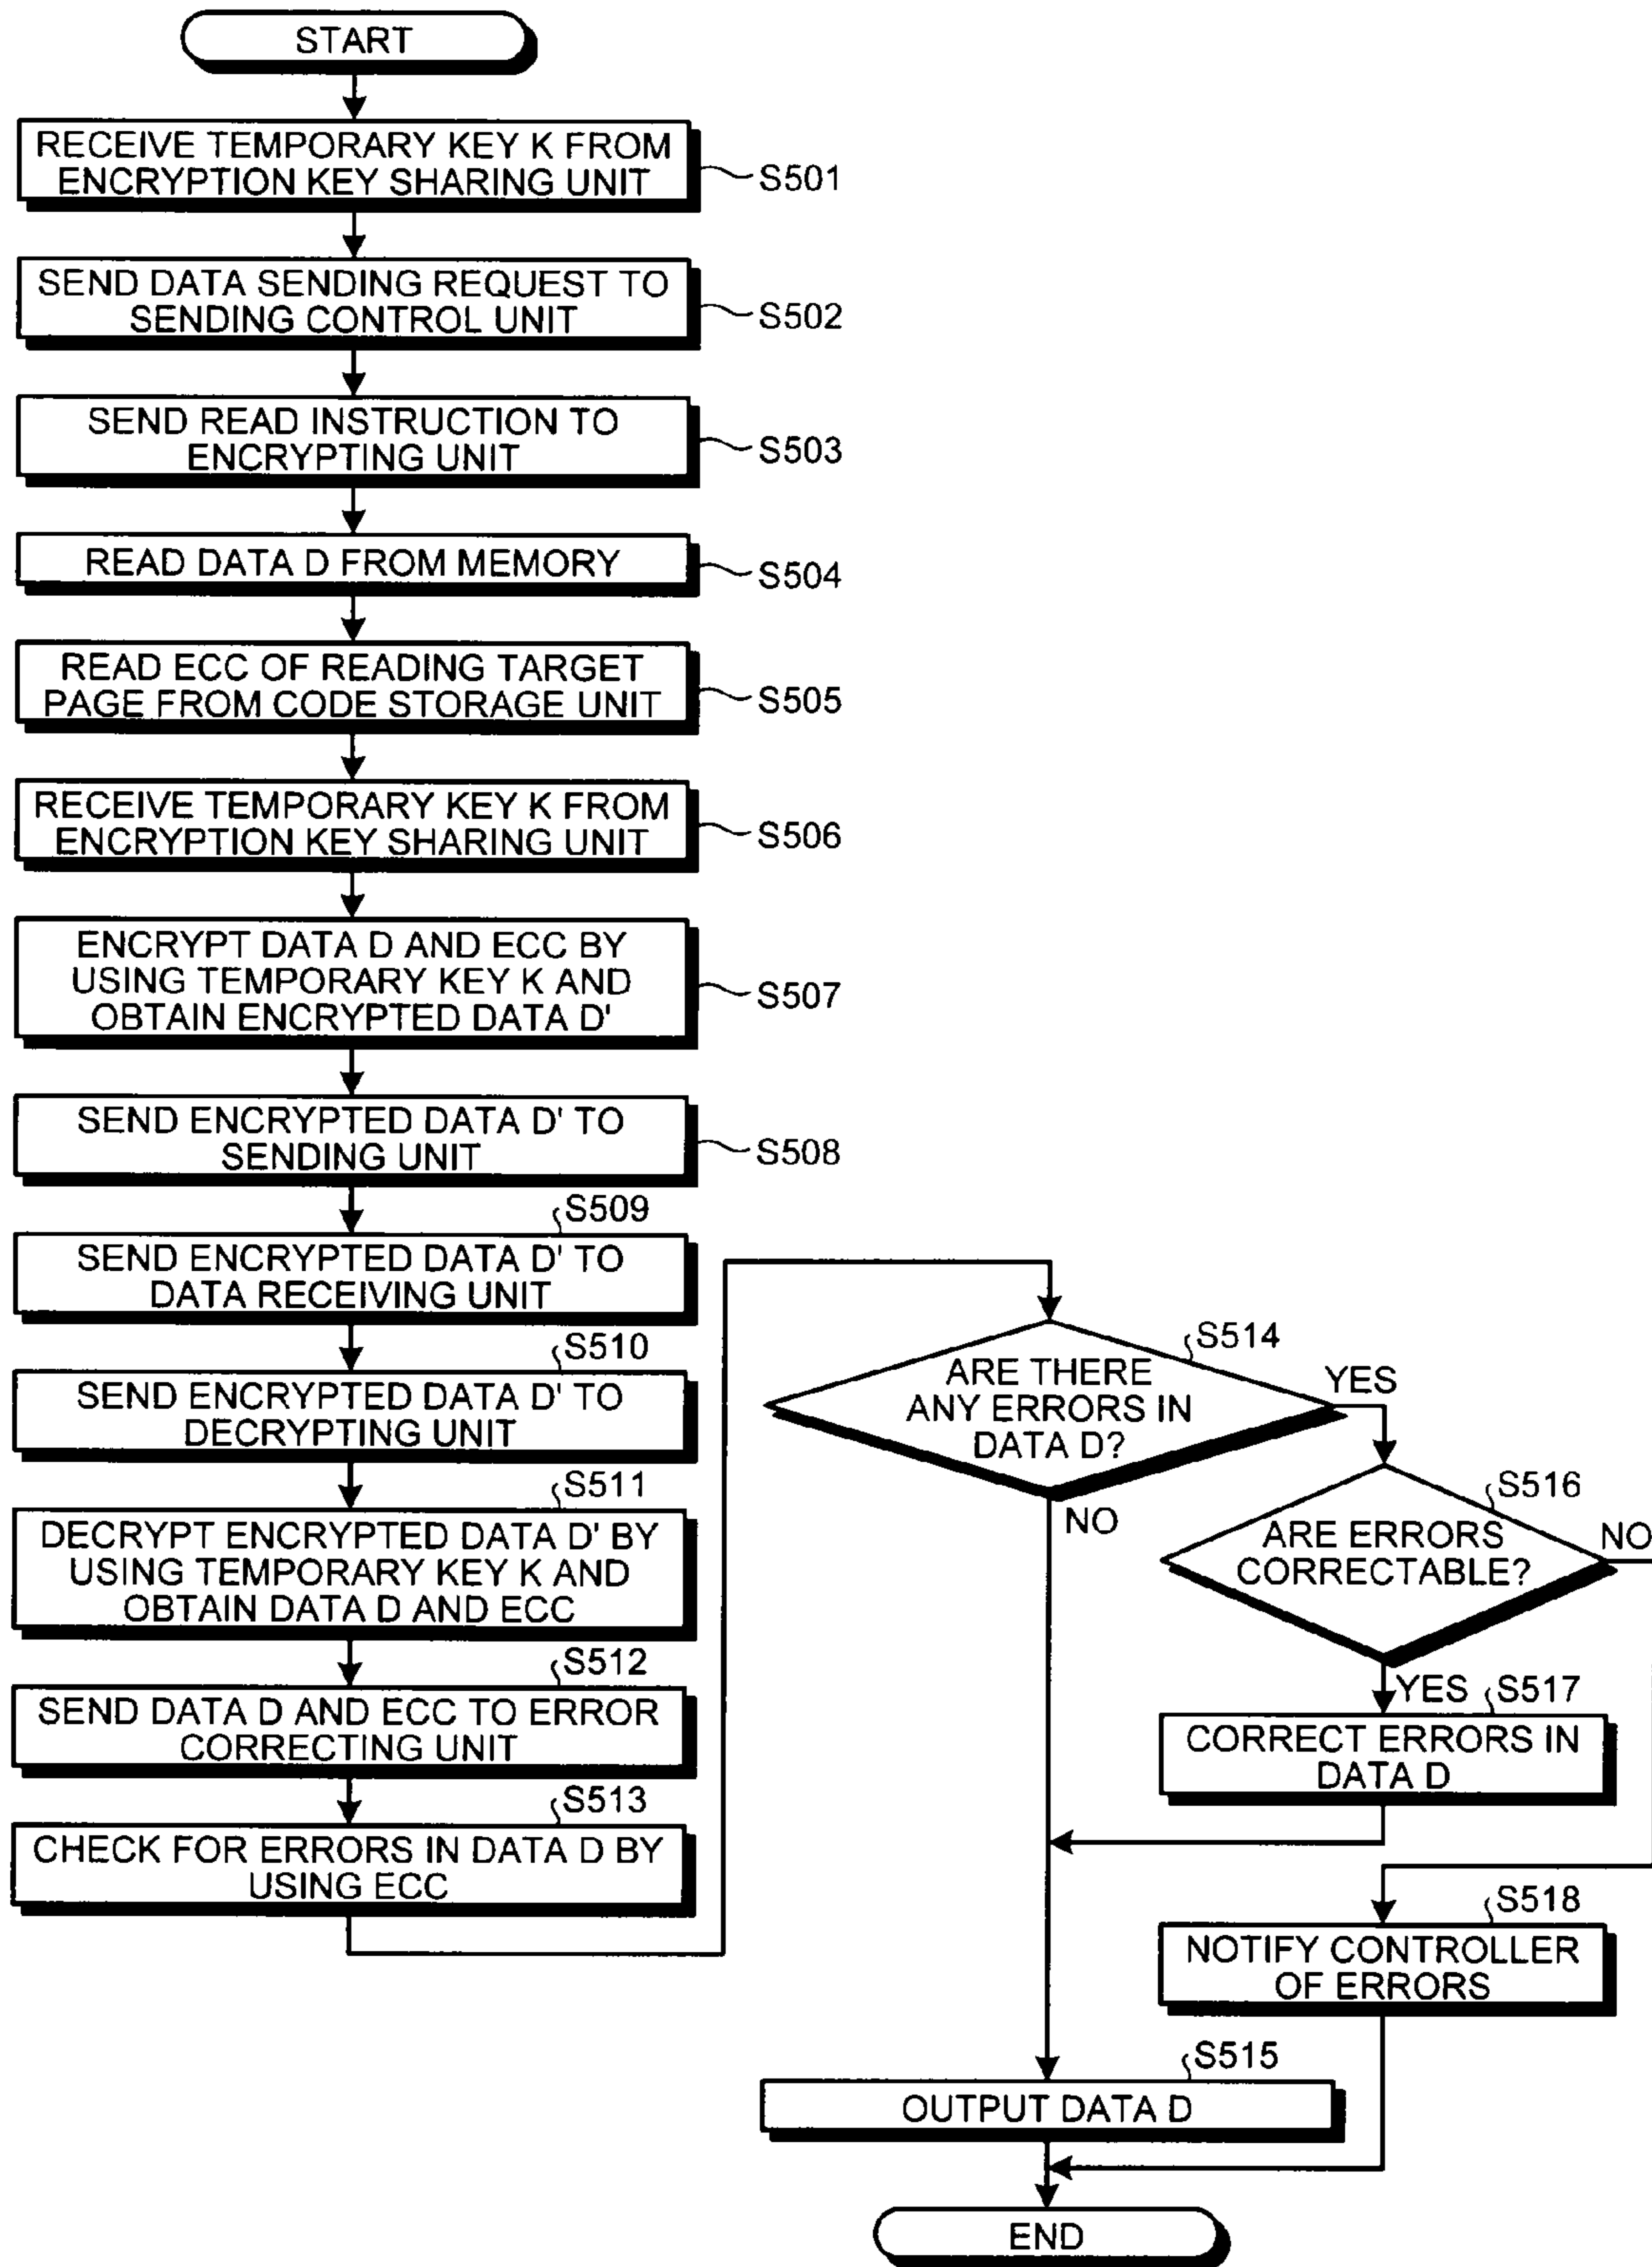 START
RECEIVE TEMPORARY KEY K FROM
ENCRYPTION KEY SHARING UNIT
S501
SEND DATA SENDING REQUEST TO
SENDING CONTROL UNIT
S502
SEND READ INSTRUCTION TO
ENCRYPTING UNIT
S503
READ DATA D FROM MEMORY
S504
READ ECC OF READING TARGET
PAGE FROM CODE STORAGE UNIT
S505
RECEIVE TEMPORARY KEY K FROM
ENCRYPTION KEY SHARING UNIT
S506
ENCRYPT DATA D AND ECC BY
USING TEMPORARY KEY K AND
OBTAIN ENCRYPTED DATA D'
S507
SEND ENCRYPTED DATA D' TO
SENDING UNIT
S508
S509
SEND ENCRYPTED DATA D' TO
DATA RECEIVING UNIT
S510
SEND ENCRYPTED DATA D' TO
DECRYPTING UNIT
S511
DECRYPT ENCRYPTED DATA D' BY
USING TEMPORARY KEY K AND
OBTAIN DATA D AND ECC
S512
SEND DATA D AND ECC TO ERROR
CORRECTING UNIT
S513
CHECK FOR ERRORS IN DATA D BY
USING ECC
S514
ARE THERE
ANY ERRORS IN
DATA D?
YES
NO
S516
ARE ERRORS
CORRECTABLE?
NO
YES
S517
CORRECT ERRORS IN
DATA D
S518
NOTIFY CONTROLLER
OF ERRORS
S515
OUTPUT DATA D
END